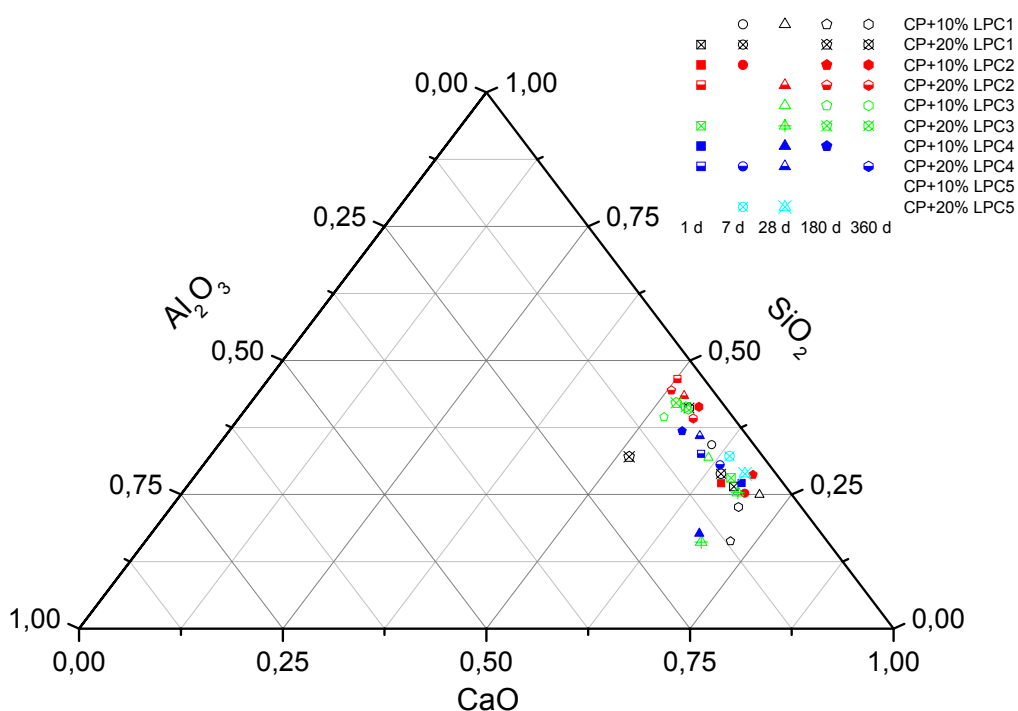 CP+10% LPC1
CP+20% LPC1
CP+10% LPC2
CP+20% LPC2
CP+10% LPC3
CP+20% LPC3
CP+10% LPC4
CP+20% LPC4
CP+10% LPC5
CP+20% LPC5
1 d 7 d 28 d 180 d 360 d
0,00 1,00
0,25 0,75
Al₂O₃ SiO₂
0,50 0,50
0,75 0,25
1,00 0,00
0,00 0,25 0,50 0,75 1,00
CaO